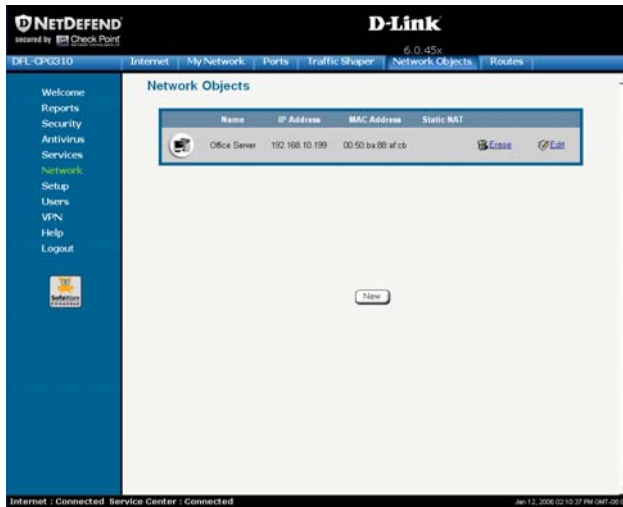 NETDEFEND
secured by Check Point
D-Link
6.0.45x
DFL-CPG310 Internet My Network Ports Traffic Shaper Network Objects Routes
Welcome
Reports
Security
Antivirus
Services
Network
Setup
Users
VPN
Help
Logout
Network Objects
Name IP Address MAC Address Static NAT
Office Server 192.168.10.199 00:50:ba:88:af:cb Erase Edit
New
Internet : Connected Service Center : Connected